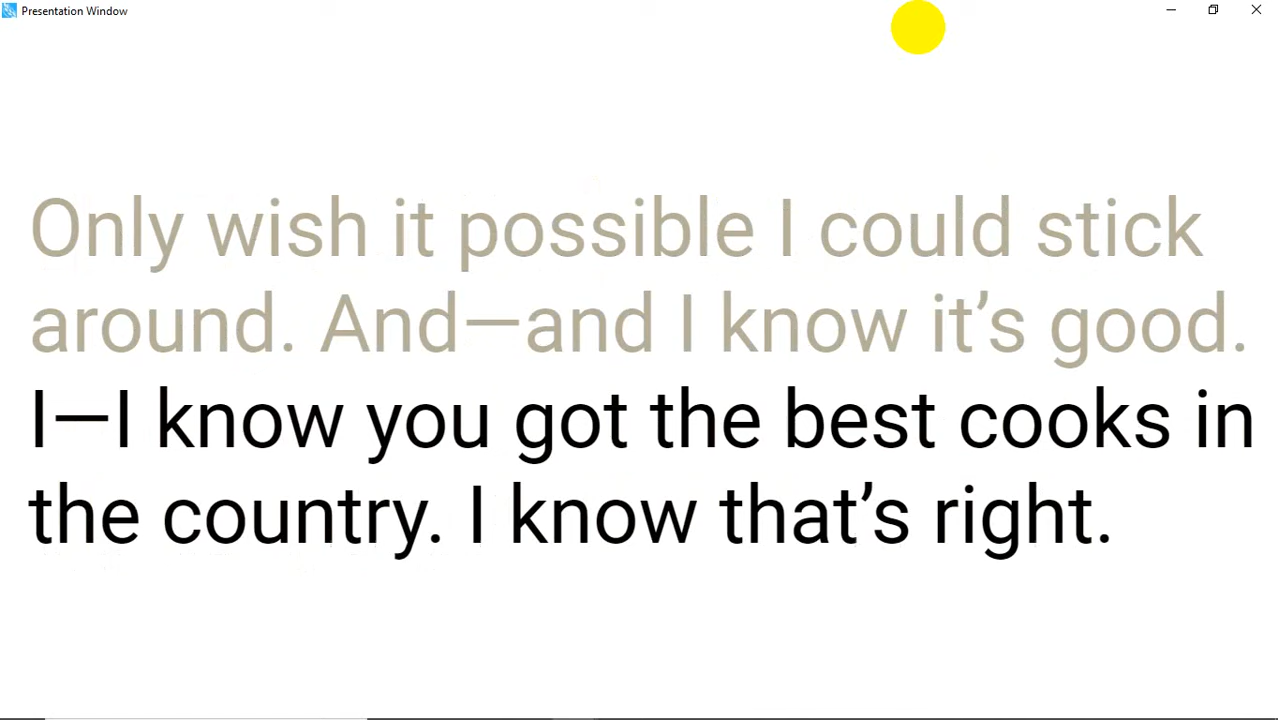 Presentation Window
Only wish it possible I could stick
around. And—and I know it’s good.
I—I know you got the best cooks in
the country. I know that’s right.